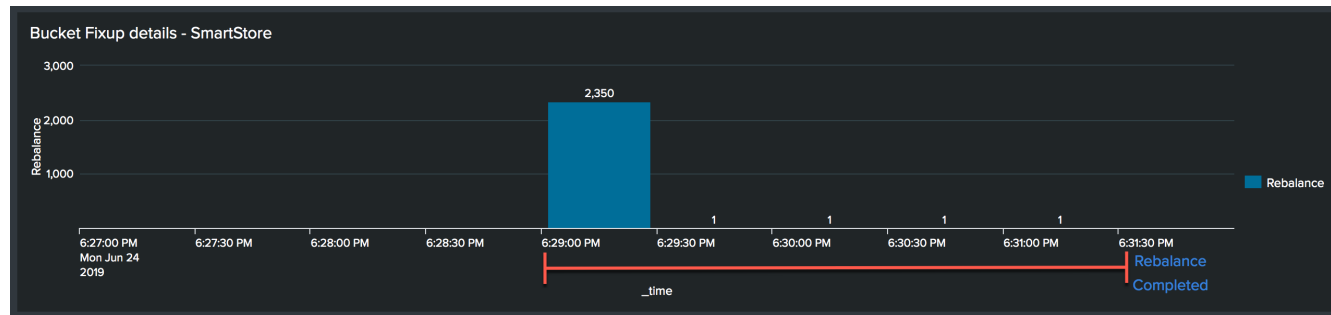 Bucket Fixup details - SmartStore
3,000
2,000
1,000
Rebalance
2,350
1
1
1
1
Rebalance
6:27:00 PM
Mon Jun 24
2019
6:27:30 PM
6:28:00 PM
6:28:30 PM
6:29:00 PM
6:29:30 PM
6:30:00 PM
6:30:30 PM
6:31:00 PM
6:31:30 PM
_time
Rebalance
Completed